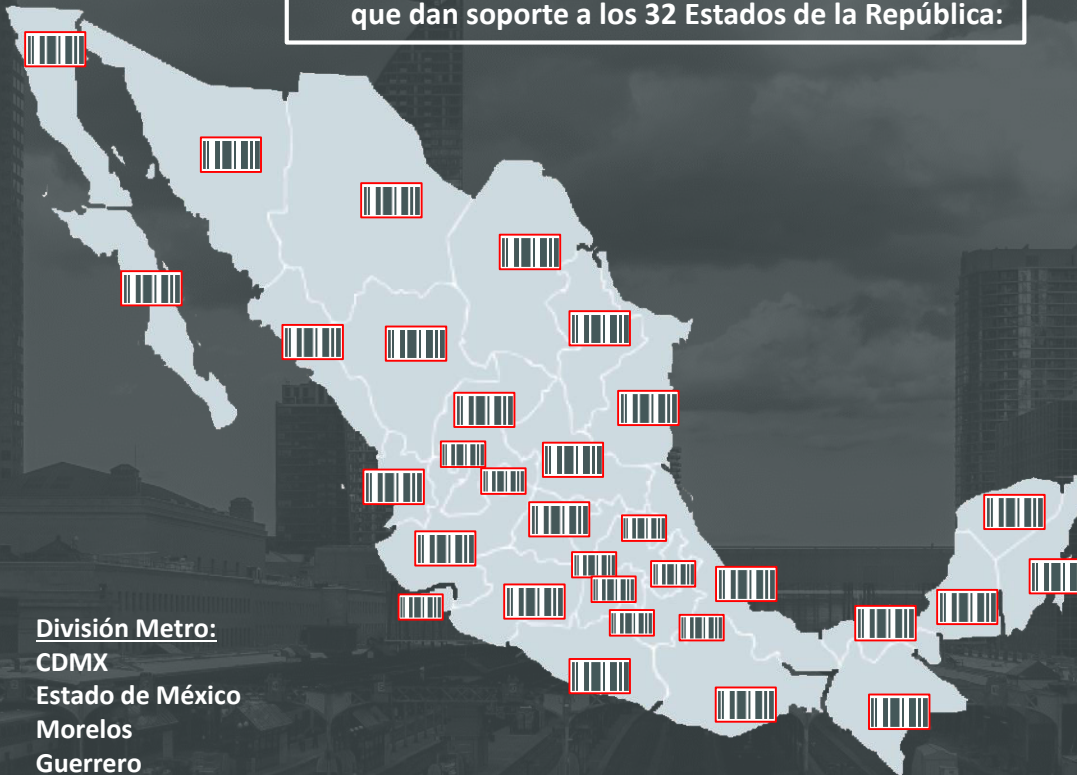 que dan soporte a los 32 Estados de la República:
División Metro:
CDMX
Estado de México
Morelos
Guerrero